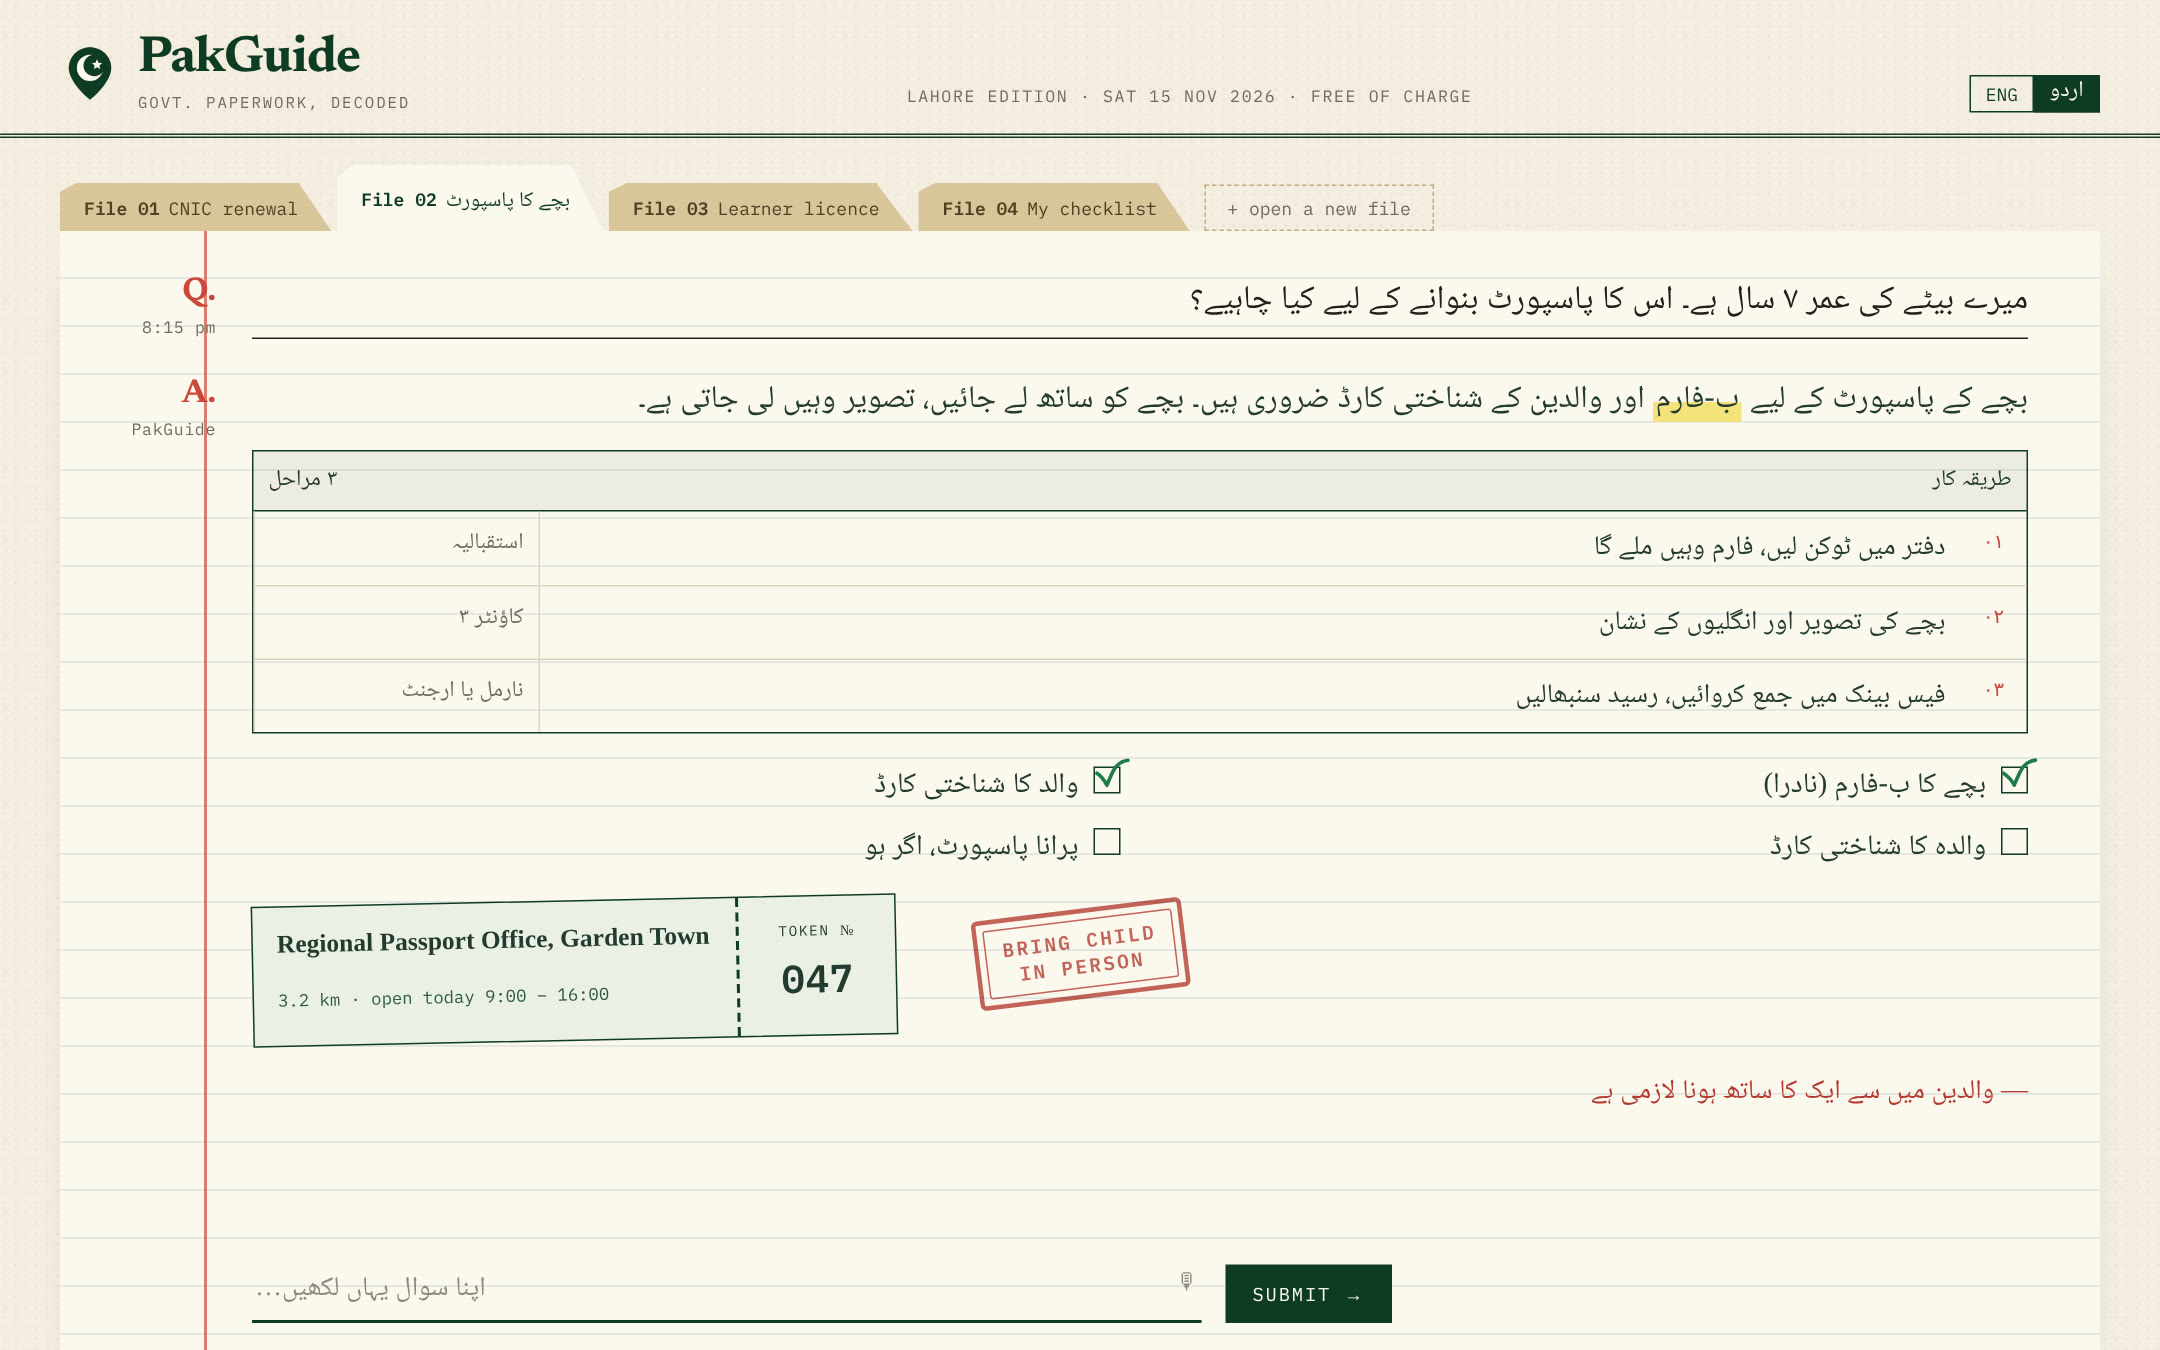 PakGuide
GOVT. PAPERWORK, DECODED
LAHORE EDITION · SAT 15 NOV 2026 · FREE OF CHARGE
ENG اردو
File 01 CNIC renewal
File 02 بچے کا پاسپورٹ
File 03 Learner licence
File 04 My checklist
+ open a new file
Q.
8:15 pm
میرے بیٹے کی عمر ۷ سال ہے۔ اس کا پاسپورٹ بنوانے کے لیے کیا چاہیے؟
A.
PakGuide
بچے کے پاسپورٹ کے لیے ب-فارم اور والدین کے شناختی کارڈ ضروری ہیں۔ بچے کو ساتھ لے جائیں، تصویر وہیں لی جاتی ہے۔
طریقہ کار
۳ مراحل
۰۱ دفتر میں ٹوکن لیں، فارم وہیں ملے گا
استقبالیہ
۰۲ بچے کی تصویر اور انگلیوں کے نشان
کاؤنٹر ۳
۰۳ فیس بینک میں جمع کروائیں، رسید سنبھالیں
نارمل یا ارجنٹ
بچے کا ب-فارم (نادرا)
والد کا شناختی کارڈ
والدہ کا شناختی کارڈ
پرانا پاسپورٹ، اگر ہو
Regional Passport Office, Garden Town
3.2 km · open today 9:00 – 16:00
TOKEN №
047
BRING CHILD
IN PERSON
— والدین میں سے ایک کا ساتھ ہونا لازمی ہے
اپنا سوال یہاں لکھیں…
SUBMIT →